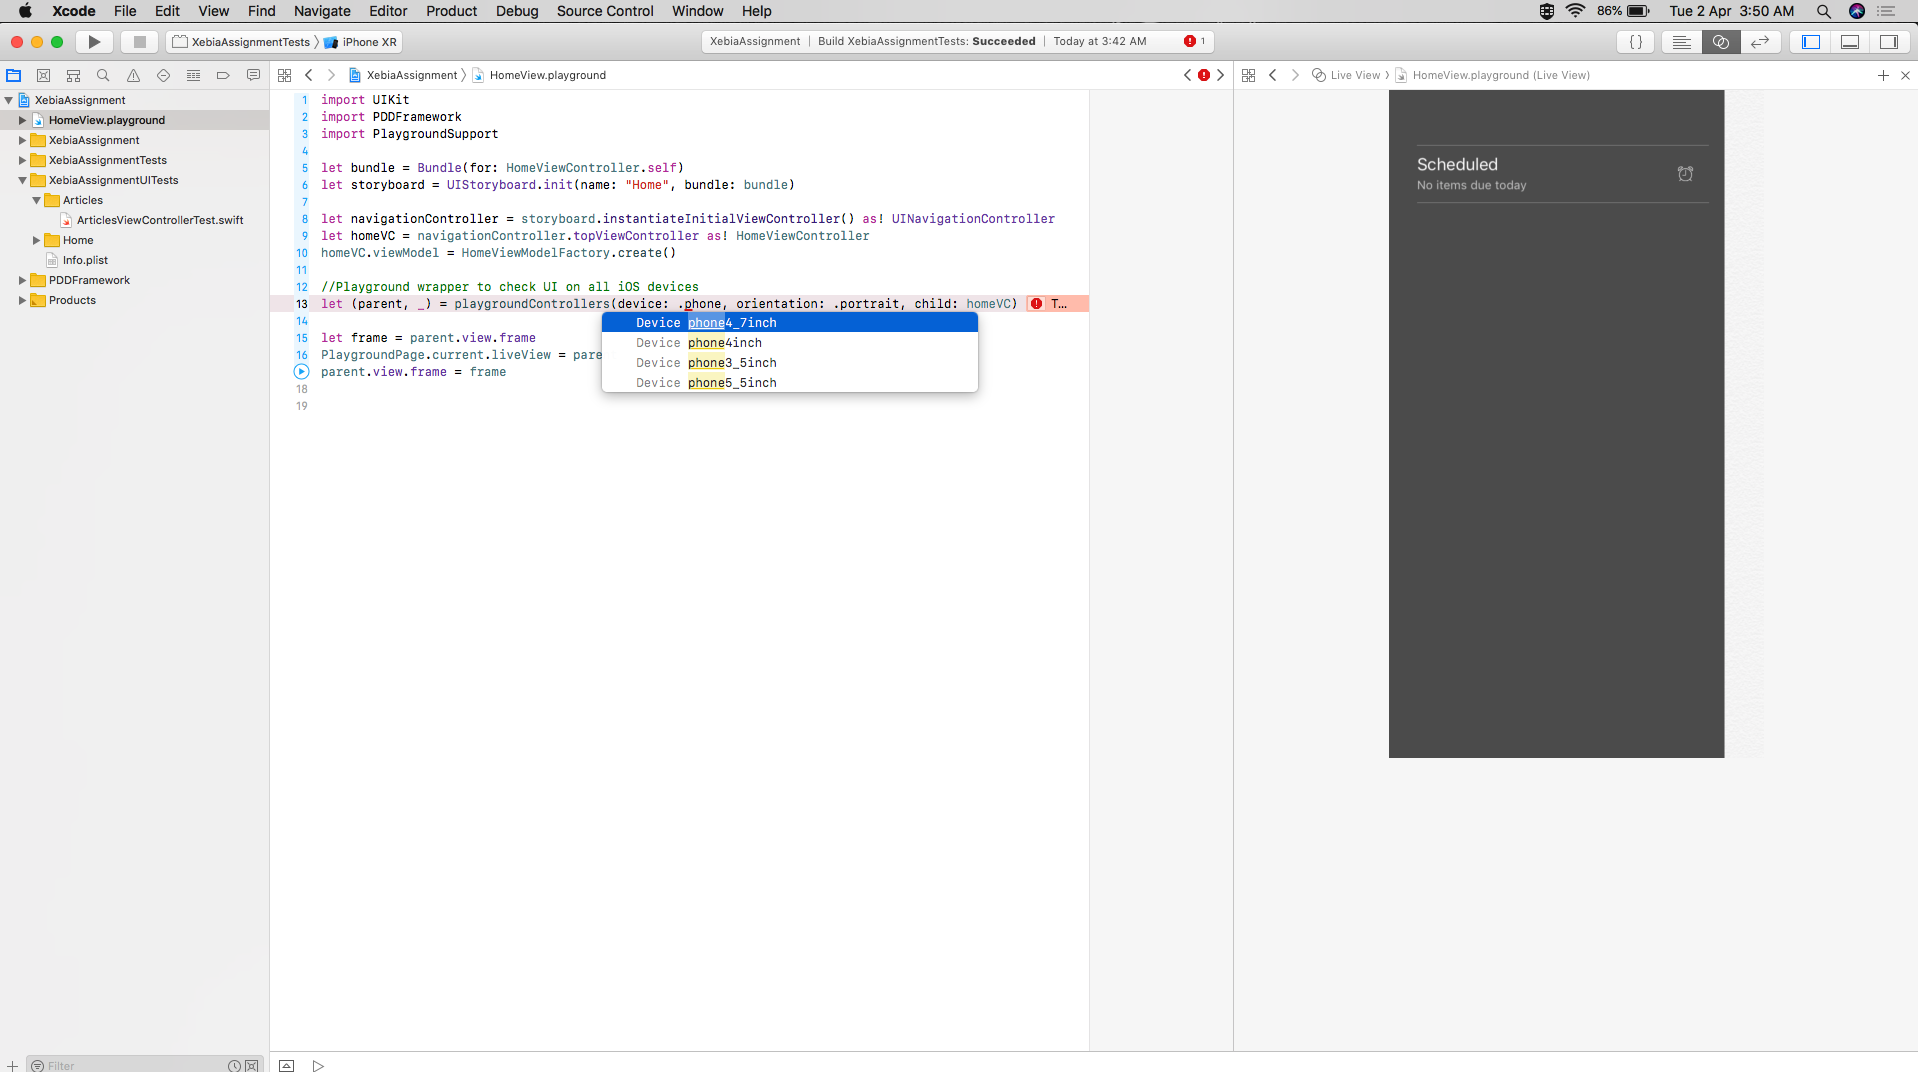 Xcode File Edit View Find Navigate Editor Product Debug Source Control Window Help
86% Tue 2 Apr 3:50 AM
XebiaAssignmentTests iPhone XR
XebiaAssignment | Build XebiaAssignmentTests: Succeeded | Today at 3:42 AM 1
{}
XebiaAssignment HomeView.playground
Live View HomeView.playground (Live View)
XebiaAssignment
HomeView.playground
XebiaAssignment
XebiaAssignmentTests
XebiaAssignmentUITests
Articles
ArticlesViewControllerTest.swift
Home
Info.plist
PDDFramework
Products
1 import UIKit
2 import PDDFramework
3 import PlaygroundSupport
4
5 let bundle = Bundle(for: HomeViewController.self)
6 let storyboard = UIStoryboard.init(name: "Home", bundle: bundle)
7
8 let navigationController = storyboard.instantiateInitialViewController() as! UINavigationController
9 let homeVC = navigationController.topViewController as! HomeViewController
10 homeVC.viewModel = HomeViewModelFactory.create()
11
12 //Playground wrapper to check UI on all iOS devices
13 let (parent, _) = playgroundControllers(device: .phone, orientation: .portrait, child: homeVC) T...
14
15 let frame = parent.view.frame
16 PlaygroundPage.current.liveView = pare
parent.view.frame = frame
18
19
Device phone4_7inch
Device phone4inch
Device phone3_5inch
Device phone5_5inch
Scheduled
No items due today
Filter